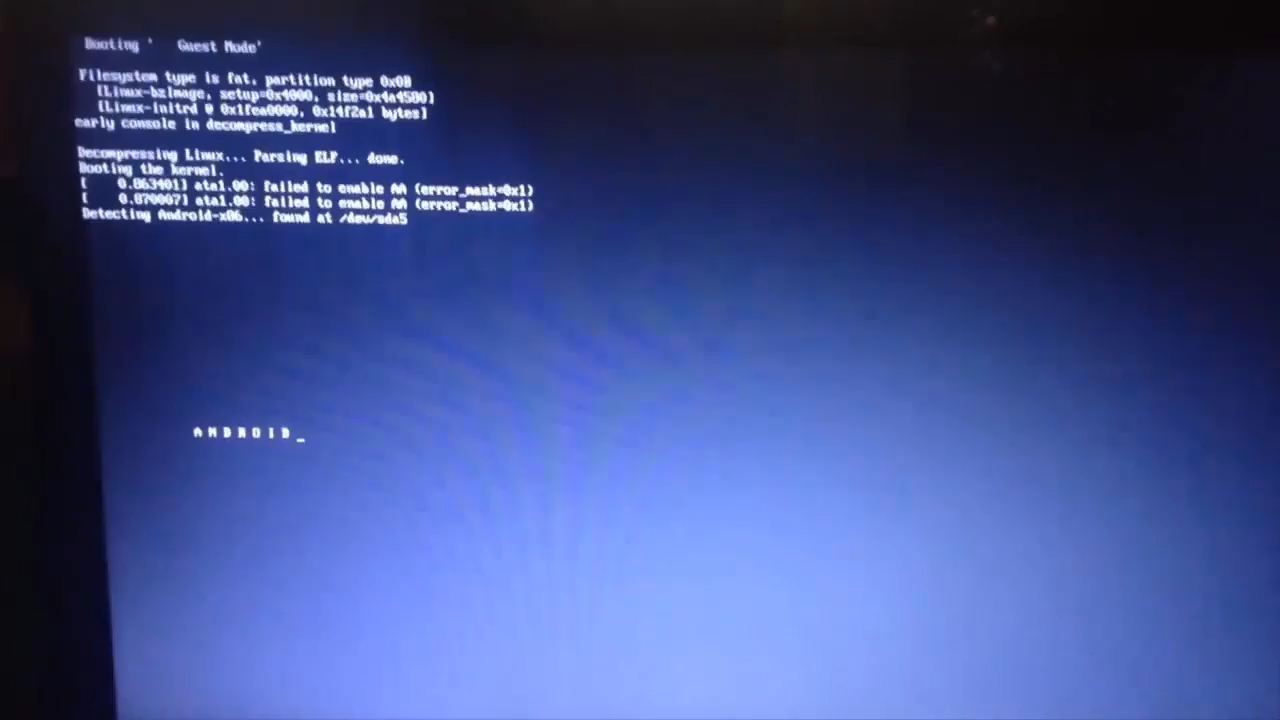 Booting '   Guest Mode'
Filesystem type is fat, partition type 0x0B
[Linux-bzImage, setup=0x4000, size=0x4a4580]
[Linux-initrd @ 0x1fea0000, 0x14f2a1 bytes]
early console in decompress_kernel
Decompressing Linux... Parsing ELF... done.
Booting the kernel.
[    0.863401] ata1.00: failed to enable AA (error_mask=0x1)
[    0.870007] ata1.00: failed to enable AA (error_mask=0x1)
Detecting Android-x86... found at /dev/sda5
A N D R O I D _